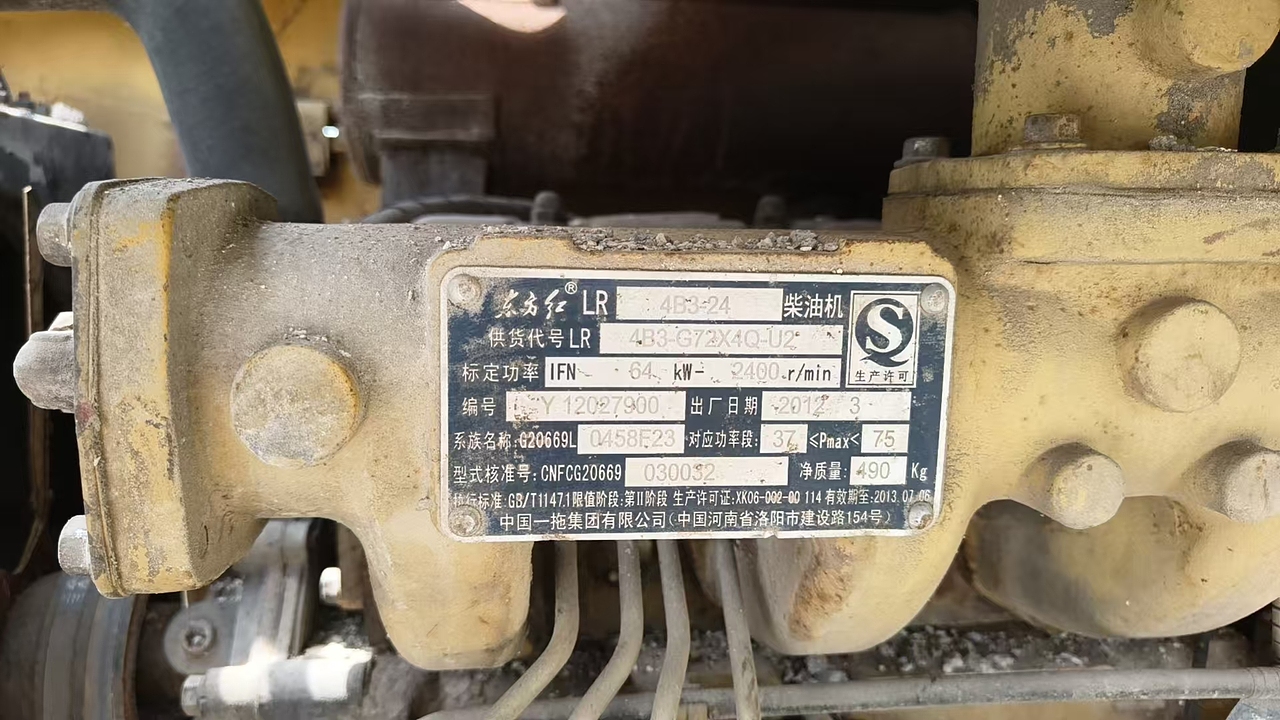 东方红® LR 4B3-24 柴油机
供货代号 LR 4B3-G72X4Q-U2
标定功率 IFN 64 kW- 2400 r/min
S
生产许可
编号 Y 12027900 出厂日期 2012 3
系族名称:G20669L 0458F23 对应功率段: 37 <Pmax< 75
型式核准号: CNFCG20669 030032 净质量: 490 Kg
执行标准:GB/T1147.1 限值阶段:第II阶段 生产许可证:XK06-002-00 114 有效期至:2013.07.06
中国一拖集团有限公司(中国河南省洛阳市建设路154号)